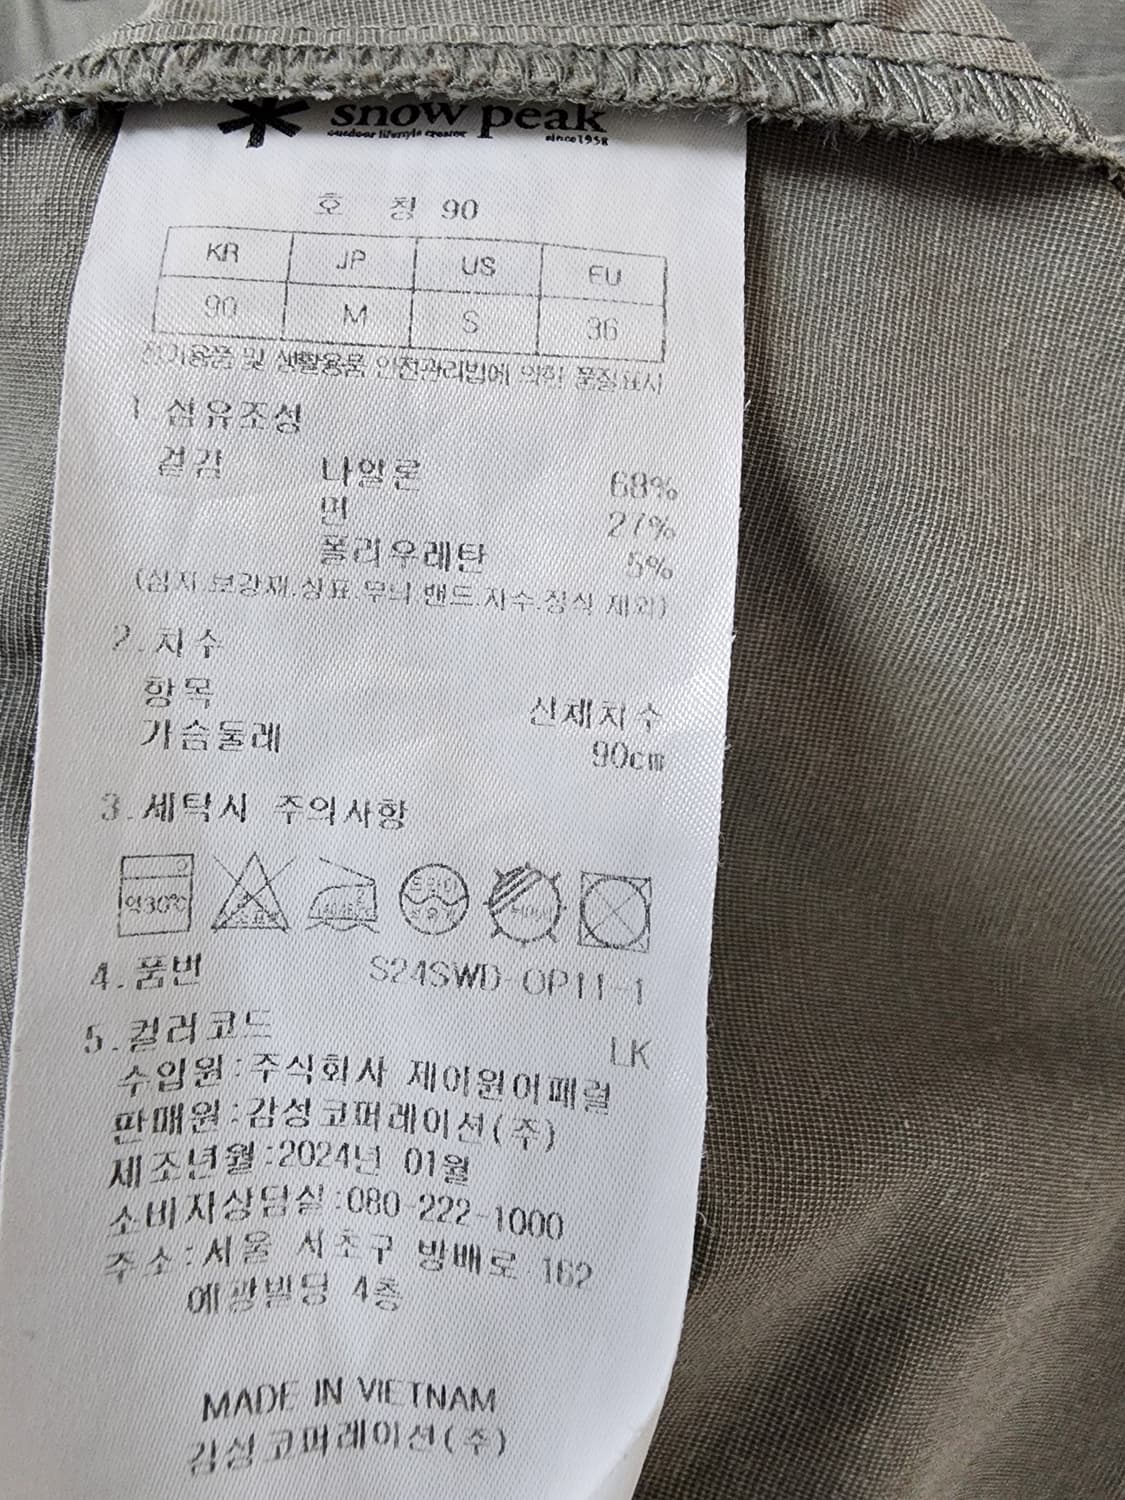 snow peak
outdoor lifestyle creator since1958
호 칭 90
KR JP US EU
90 M S 36
전기용품 및 생활용품 안전관리법에 의한 품질표시
1.섬유조성
겉감 나일론 68%
면 27%
폴리우레탄 5%
(심지.보강재.상표.무늬.밴드.자수.장식 제외)
2.치수
항목 신체치수
가슴둘레 90cm
3.세탁시 주의사항
약30℃
4.품번 S24SWD-OP11-1
5.컬러코드 LK
수입원:주식회사 제이원어패럴
판매원:감성코퍼레이션(주)
제조년월:2024년 01월
소비자상담실:080-222-1000
주소:서울 서초구 방배로 162
예광빌딩 4층
MADE IN VIETNAM
감성코퍼레이션(주)